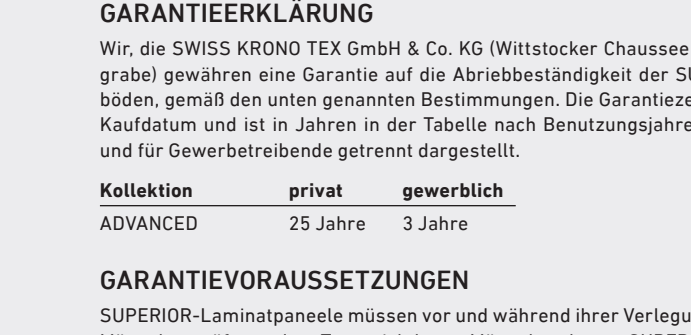 GARANTIEERKLÄRUNG
Wir, die SWISS KRONO TEX GmbH & Co. KG (Wittstocker Chaussee
grabe) gewähren eine Garantie auf die Abriebbeständigkeit der SU
böden, gemäß den unten genannten Bestimmungen. Die Garantieze
Kaufdatum und ist in Jahren in der Tabelle nach Benutzungsjahre
und für Gewerbetreibende getrennt dargestellt.
Kollektion privat gewerblich
ADVANCED 25 Jahre 3 Jahre
GARANTIEVORAUSSETZUNGEN
SUPERIOR-Laminatpaneele müssen vor und während ihrer Verlegu